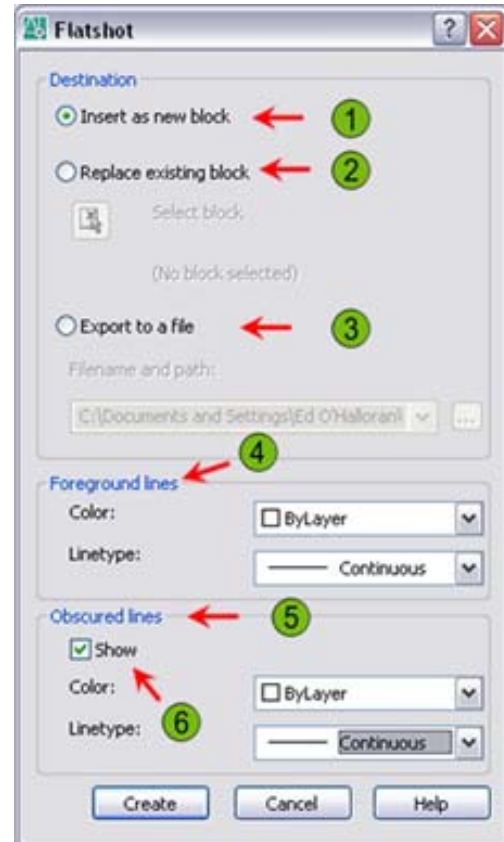 Flatshot
Destination
Insert as new block 1
Replace existing block 2
Select block
(No block selected)
Export to a file 3
Filename and path:
C:\Documents and Settings\Ed O'Halloran\ ...
4
Foreground lines
Color: ByLayer
Linetype: Continuous
Obscured lines 5
Show
Color: ByLayer
6
Linetype: Continuous
Create Cancel Help